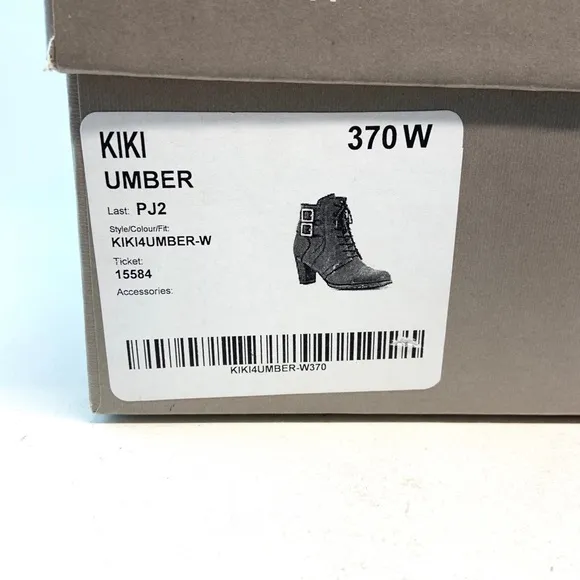 KIKI 370 W
UMBER
Last: PJ2
Style/Colour/Fit:
KIKI4UMBER-W
Ticket:
15584
Accessories:
KIKI4UMBER-W370